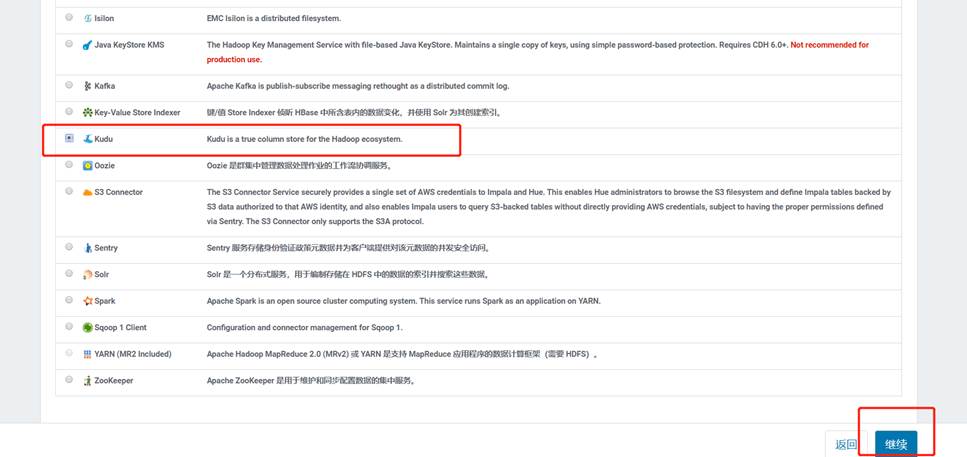 Isilon EMC Isilon is a distributed filesystem.
Java KeyStore KMS The Hadoop Key Management Service with file-based Java KeyStore. Maintains a single copy of keys, using simple password-based protection. Requires CDH 6.0+. Not recommended for
production use.
Kafka Apache Kafka is publish-subscribe messaging rethought as a distributed commit log.
Key-Value Store Indexer 键/值 Store Indexer 侦听 HBase 中所含表内的数据变化，并使用 Solr 为其创建索引。
Kudu Kudu is a true column store for the Hadoop ecosystem.
Oozie Oozie 是群集中管理数据处理作业的工作流协调服务。
S3 Connector The S3 Connector Service securely provides a single set of AWS credentials to Impala and Hue. This enables Hue administrators to browse the S3 filesystem and define Impala tables backed by
S3 data authorized to that AWS identity, and also enables Impala users to query S3-backed tables without directly providing AWS credentials, subject to having the proper permissions defined
via Sentry. The S3 Connector only supports the S3A protocol.
Sentry Sentry 服务存储身份验证政策元数据并为客户端提供对该元数据的并发安全访问。
Solr Solr 是一个分布式服务，用于编制存储在 HDFS 中的数据的索引并搜索这些数据。
Spark Apache Spark is an open source cluster computing system. This service runs Spark as an application on YARN.
Sqoop 1 Client Configuration and connector management for Sqoop 1.
YARN (MR2 Included) Apache Hadoop MapReduce 2.0 (MRv2) 或 YARN 是支持 MapReduce 应用程序的数据计算框架（需要 HDFS）。
ZooKeeper Apache ZooKeeper 是用于维护和同步配置数据的集中服务。
返回 继续